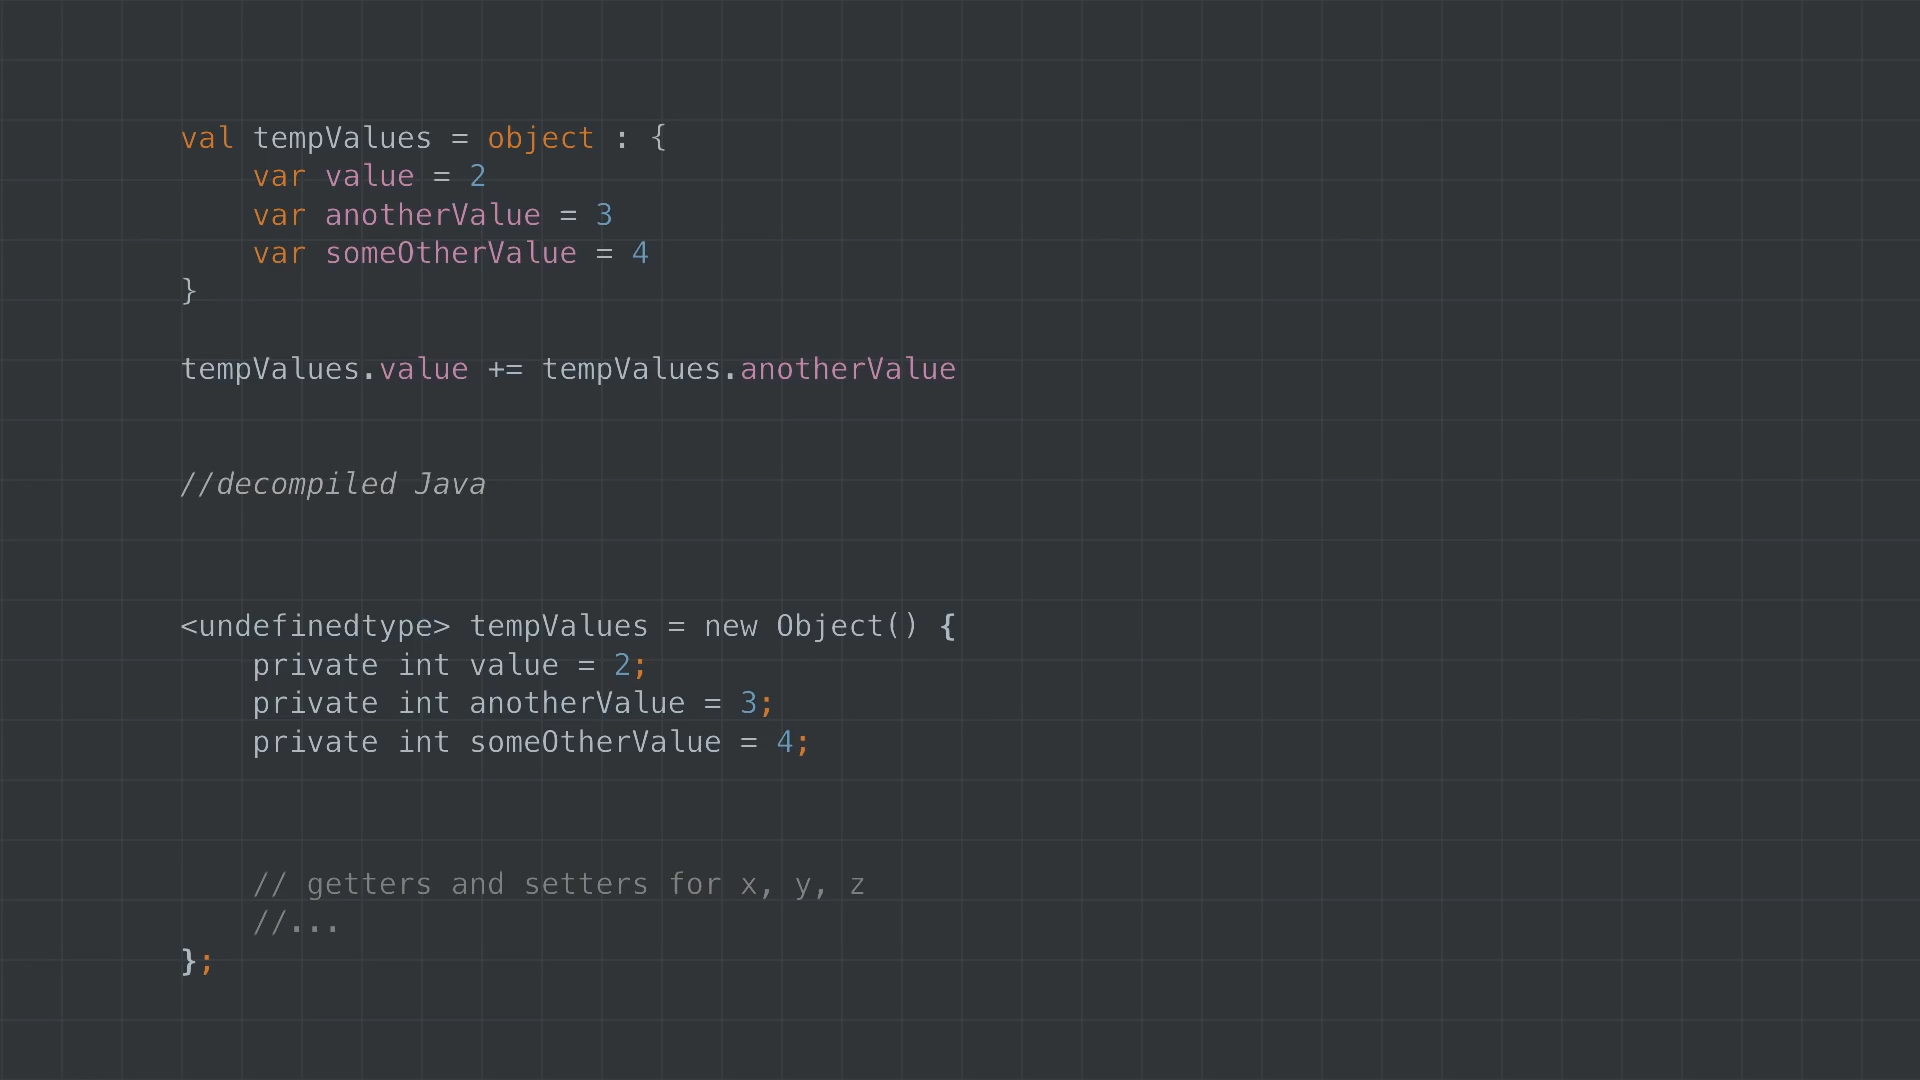 val tempValues = object : {
    var value = 2
    var anotherValue = 3
    var someOtherValue = 4
}
tempValues.value += tempValues.anotherValue
//decompiled Java
<undefinedtype> tempValues = new Object() {
    private int value = 2;
    private int anotherValue = 3;
    private int someOtherValue = 4;
    // getters and setters for x, y, z
    //...
};